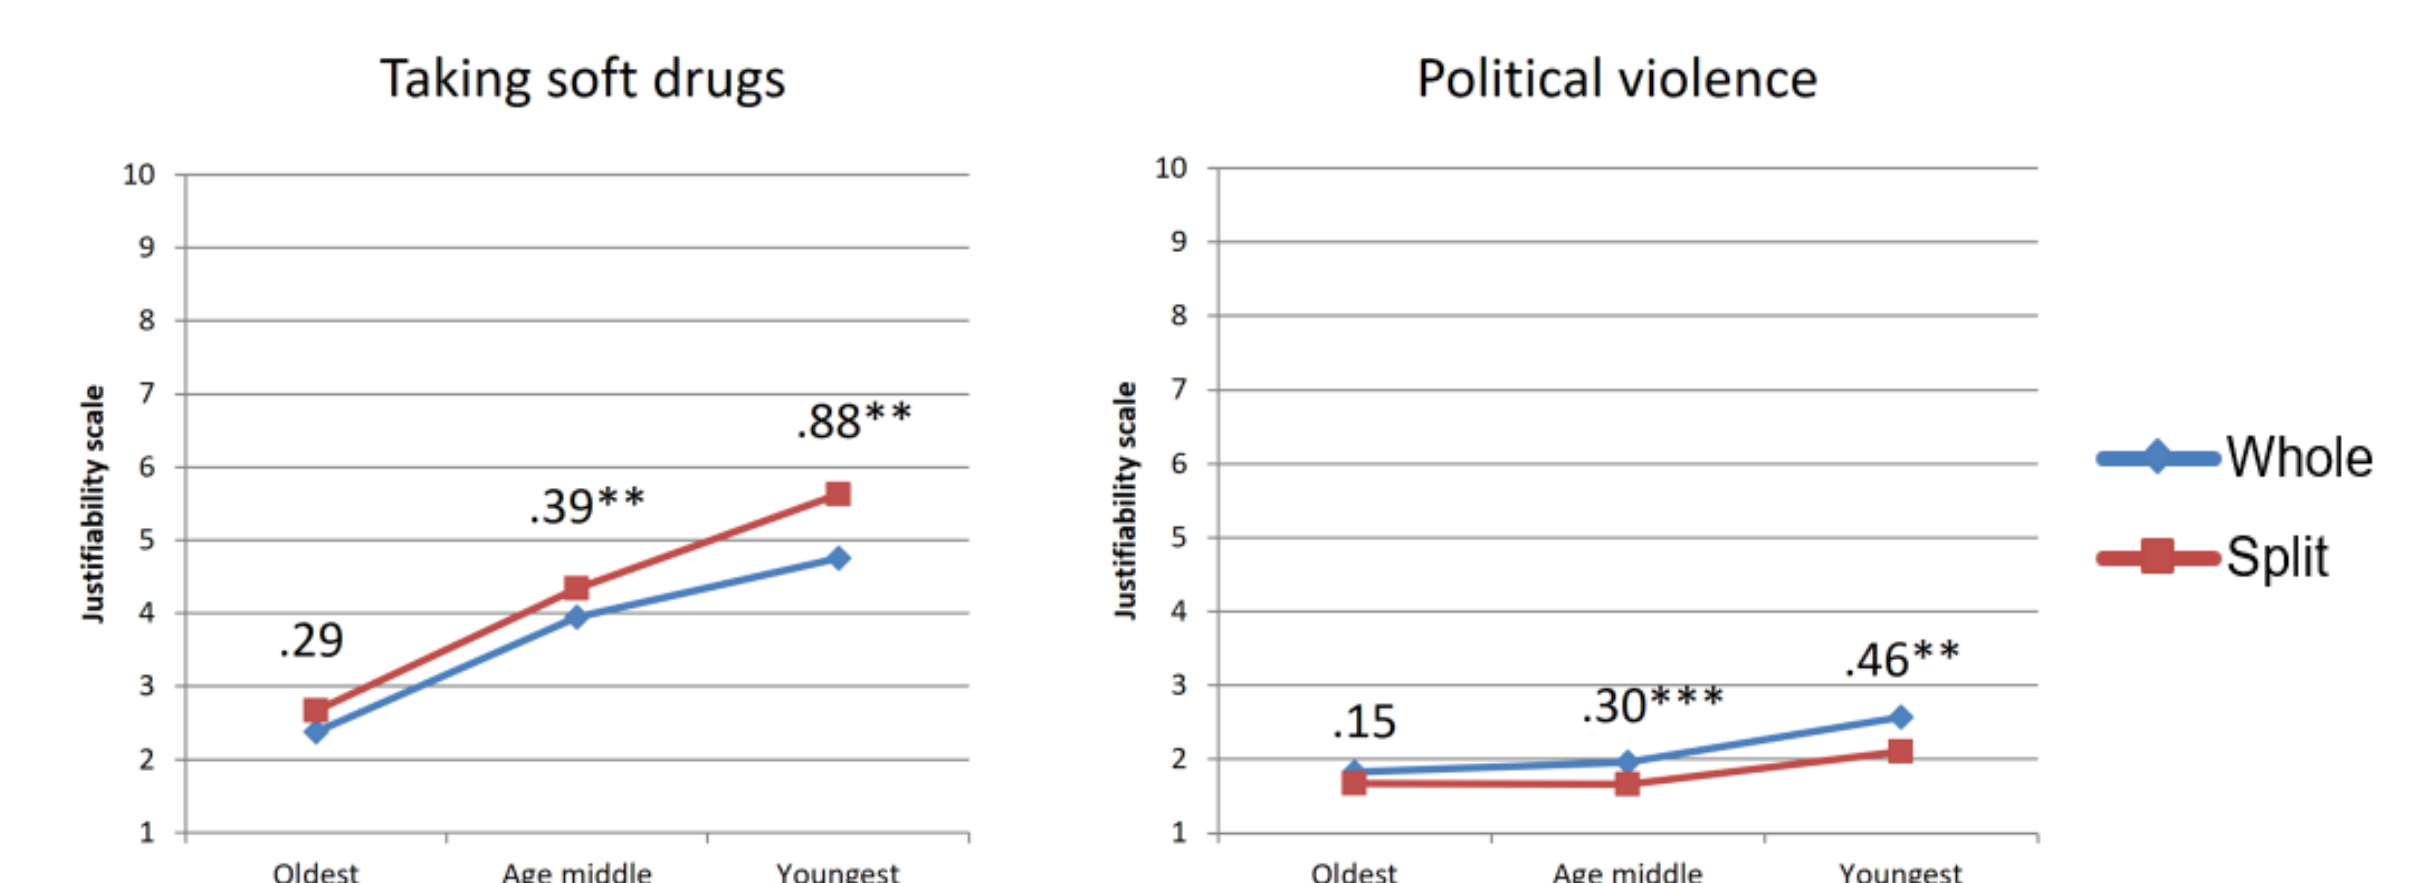 Taking soft drugs
Justifiability scale
10
9
8
7
6
5
4
3
2
1
.29
.39**
.88**
Oldest
Age middle
Youngest
Political violence
Justifiability scale
10
9
8
7
6
5
4
3
2
1
.15
.30***
.46**
Oldest
Age middle
Youngest
Whole
Split